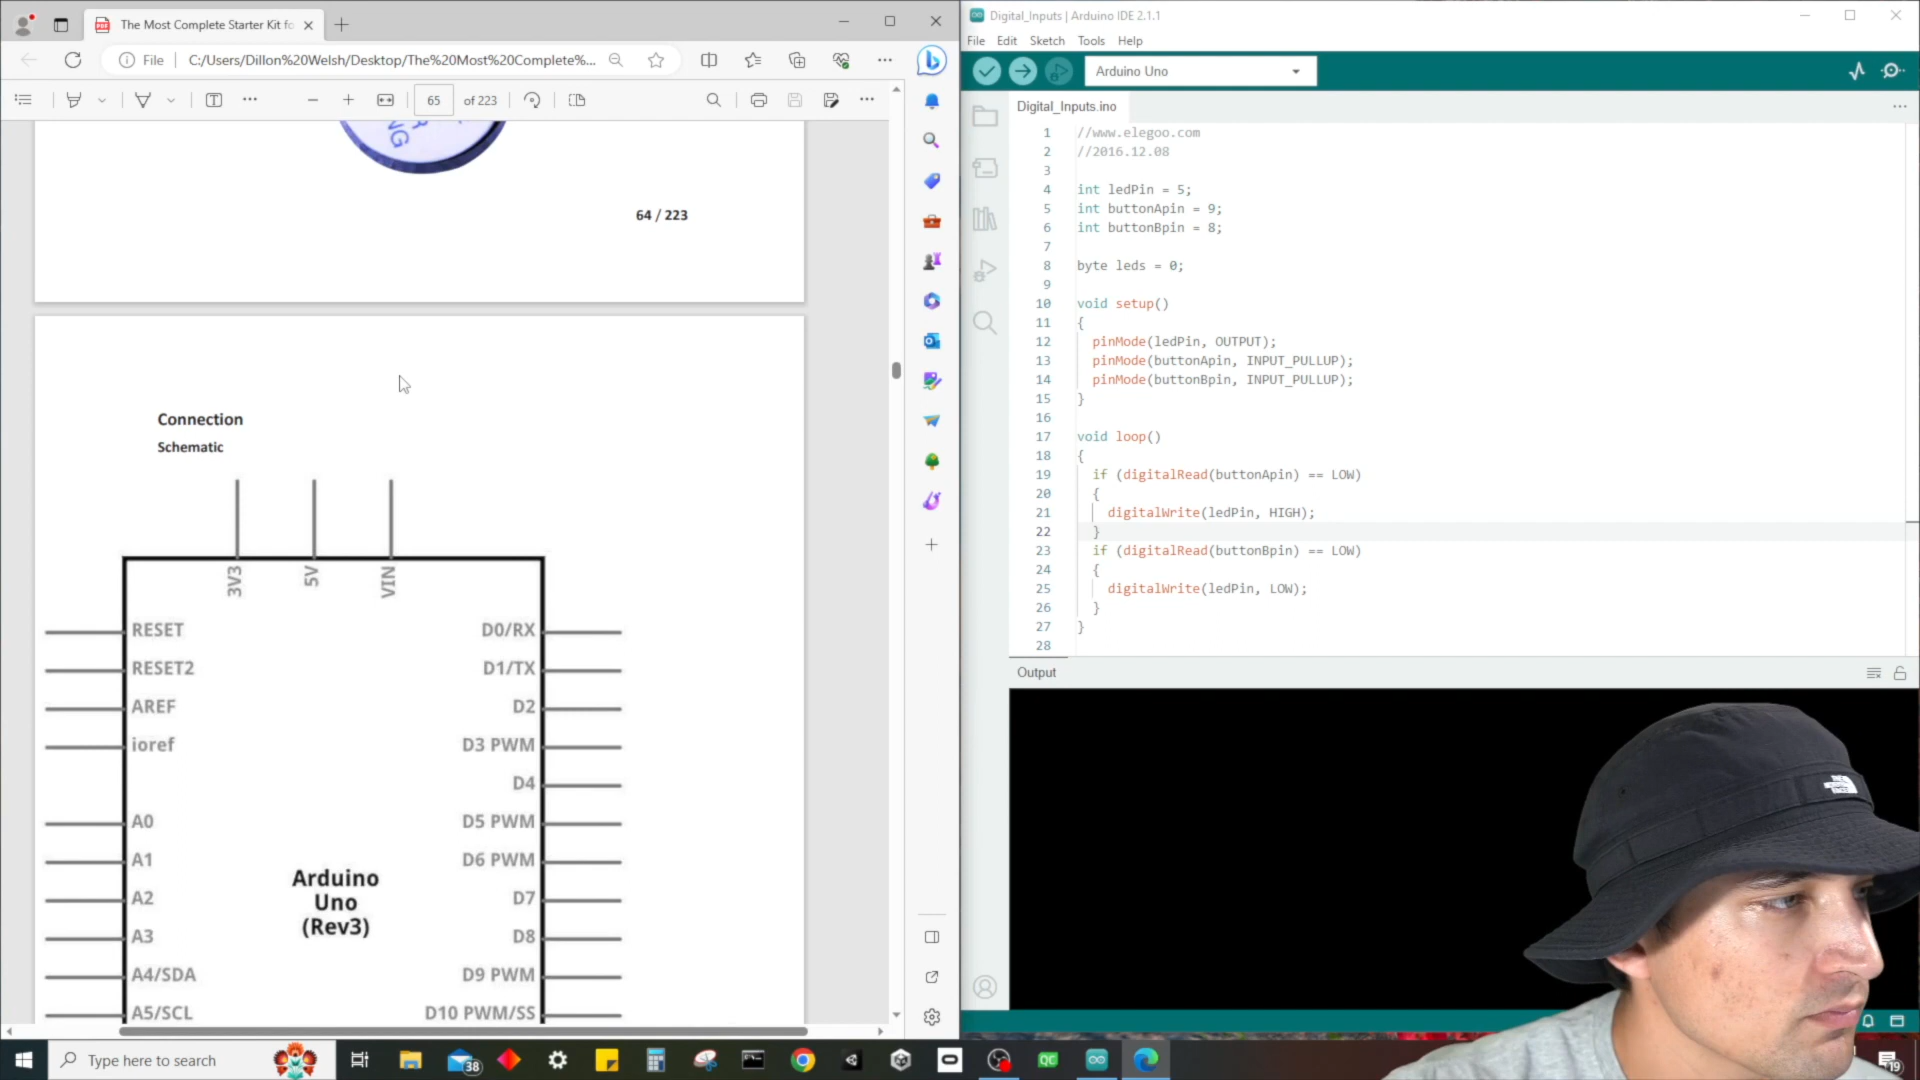 The Most Complete Starter Kit fo
File
C:/Users/Dillon%20Welsh/Desktop/The%20Most%20Complete%...
65 of 223
64 / 223
Connection
Schematic
3V3
5V
VIN
RESET
D0/RX
RESET2
D1/TX
AREF
D2
ioref
D3 PWM
D4
A0
D5 PWM
A1
D6 PWM
A2
D7
A3
D8
A4/SDA
D9 PWM
A5/SCL
D10 PWM/SS
Arduino
Uno
(Rev3)
Digital_Inputs | Arduino IDE 2.1.1
File Edit Sketch Tools Help
Arduino Uno
Digital_Inputs.ino
1 //www.elegoo.com
2 //2016.12.08
3
4 int ledPin = 5;
5 int buttonApin = 9;
6 int buttonBpin = 8;
7
8 byte leds = 0;
9
10 void setup()
11 {
12 pinMode(ledPin, OUTPUT);
13 pinMode(buttonApin, INPUT_PULLUP);
14 pinMode(buttonBpin, INPUT_PULLUP);
15 }
16
17 void loop()
18 {
19 if (digitalRead(buttonApin) == LOW)
20 {
21 digitalWrite(ledPin, HIGH);
22 }
23 if (digitalRead(buttonBpin) == LOW)
24 {
25 digitalWrite(ledPin, LOW);
26 }
27 }
28
Output
Type here to search
38
QC
19